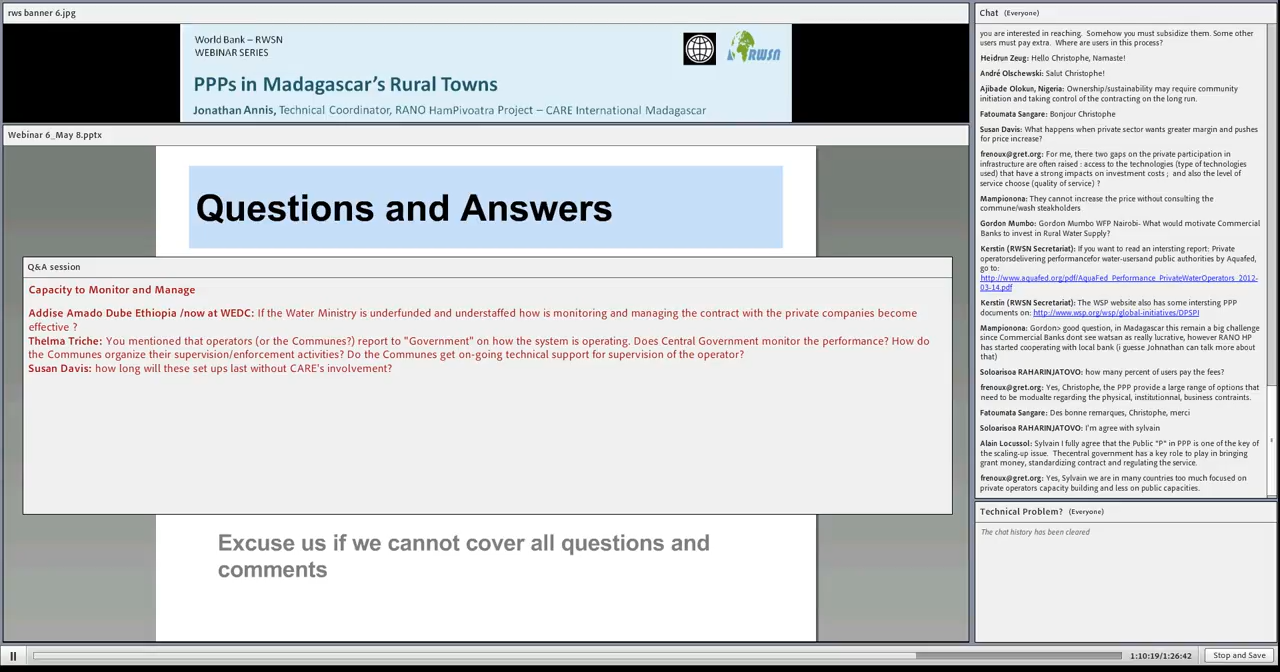 rws banner 6.jpg
World Bank – RWSN
WEBINAR SERIES
RWSN
PPPs in Madagascar's Rural Towns
Jonathan Annis, Technical Coordinator, RANO HamPivoatra Project – CARE International Madagascar
Webinar 6_May 8.pptx
Questions and Answers
Q&A session
Capacity to Monitor and Manage
Addise Amado Dube Ethiopia /now at WEDC: If the Water Ministry is underfunded and understaffed how is monitoring and managing the contract with the private companies become
effective ?
Thelma Triche: You mentioned that operators (or the Communes?) report to "Government" on how the system is operating. Does Central Government monitor the performance? How do
the Communes organize their supervision/enforcement activities? Do the Communes get on-going technical support for supervision of the operator?
Susan Davis: how long will these set ups last without CARE's involvement?
Excuse us if we cannot cover all questions and
comments
Chat (Everyone)
you are interested in reaching. Somehow you must subsidize them. Some other
users must pay extra. Where are users in this process?
Heidrun Zeug: Hello Christophe, Namaste!
André Olschewski: Salut Christophe!
Ajibade Olokun, Nigeria: Ownership/sustainability may require community
initiation and taking control of the contracting on the long run.
Fatoumata Sangare: Bonjour Christophe
Susan Davis: What happens when private sector wants greater margin and pushes
for price increase?
frenoux@gret.org: For me, there two gaps on the private participation in
infrastructure are often raised : access to the technologies (type of technologies
used) that have a strong impacts on investment costs ; and also the level of
service choose (quality of service) ?
Mampionona: They cannot increase the price without consulting the
commune/wash steakholders
Gordon Mumbo: Gordon Mumbo WFP Nairobi- What would motivate Commercial
Banks to invest in Rural Water Supply?
Kerstin (RWSN Secretariat): If you want to read an intersting report: Private
operatorsdelivering performancefor water-usersand public authorities by Aquafed,
go to:
http://www.aquafed.org/pdf/AquaFed_Performance_PrivateWaterOperators_2012-
03-14.pdf
Kerstin (RWSN Secretariat): The WSP website also has some intersting PPP
documents on: http://www.wsp.org/wsp/global-initiatives/DPSPI
Mampionona: Gordon> good question, in Madagascar this remain a big challenge
since Commercial Banks dont see watsan as really lucrative, however RANO HP
has started cooperating with local bank (i guess Johnathan can talk more about
that)
Soloarisoa RAHARINJATOVO: how many percent of users pay the fees?
frenoux@gret.org: Yes, Christophe, the PPP provide a large range of options that
need to be modualte regarding the physical, institutionnal, business contraints.
Fatoumata Sangare: Des bonne remarques, Christophe, merci
Soloarisoa RAHARINJATOVO: I'm agree with sylvain
Alain Locussol: Sylvain I fully agree that the Public "P" in PPP is one of the key of
the scaling-up issue. Thecentral government has a key role to play in bringing
grant money, standardizing contract and regulating the service.
frenoux@gret.org: Yes, Sylvain we are in many countries too much focused on
private operators capacity building and less on public capacities.
Technical Problem? (Everyone)
The chat history has been cleared
1:10:19/1:26:42
Stop and Save